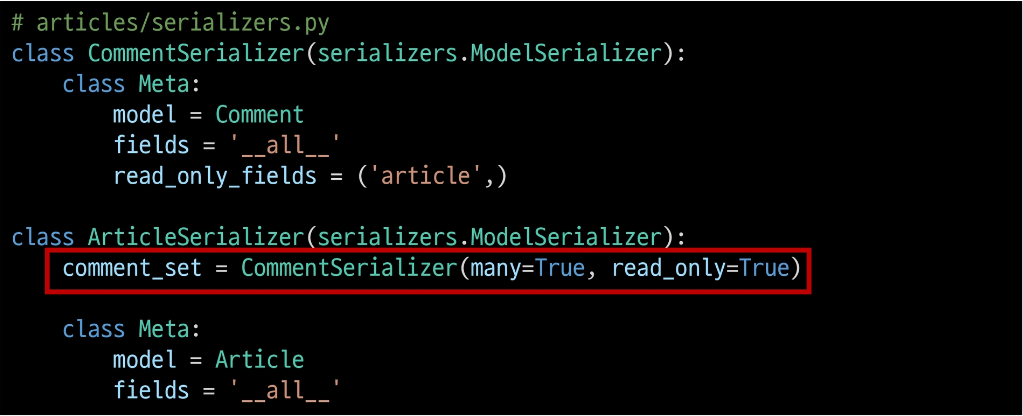 # articles/serializers.py
class CommentSerializer(serializers.ModelSerializer):
    class Meta:
        model = Comment
        fields = '__all__'
        read_only_fields = ('article',)

class ArticleSerializer(serializers.ModelSerializer):
    comment_set = CommentSerializer(many=True, read_only=True)

    class Meta:
        model = Article
        fields = '__all__'